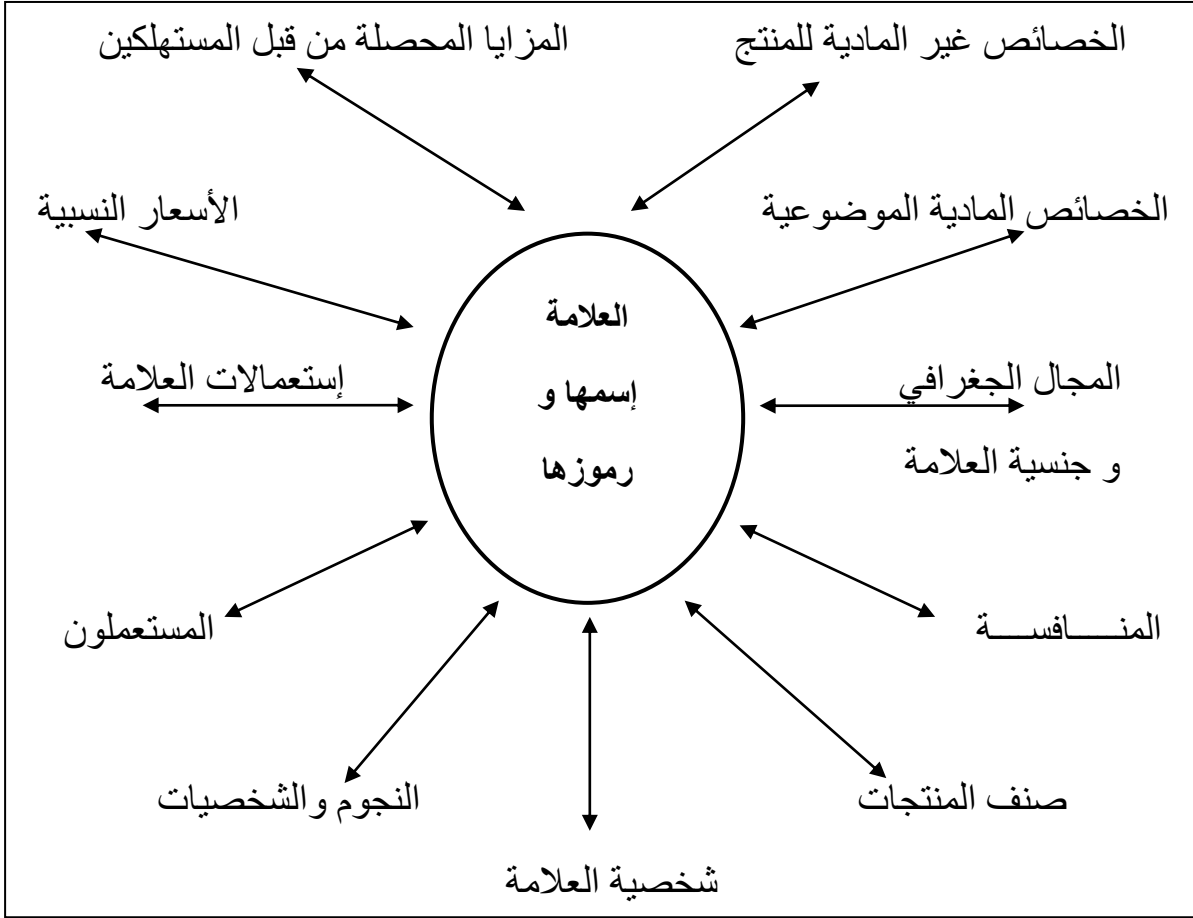 الخصائص غير المادية للمنتج
المزايا المحصلة من قبل المستهلكين
الخصائص المادية الموضوعية
الأسعار النسبية
العلامة
إسمها و
رموزها
المجال الجغرافي
و جنسية العلامة
إستعمالات العلامة
المنـــــافســــة
المستعملون
صنف المنتجات
النجوم والشخصيات
شخصية العلامة